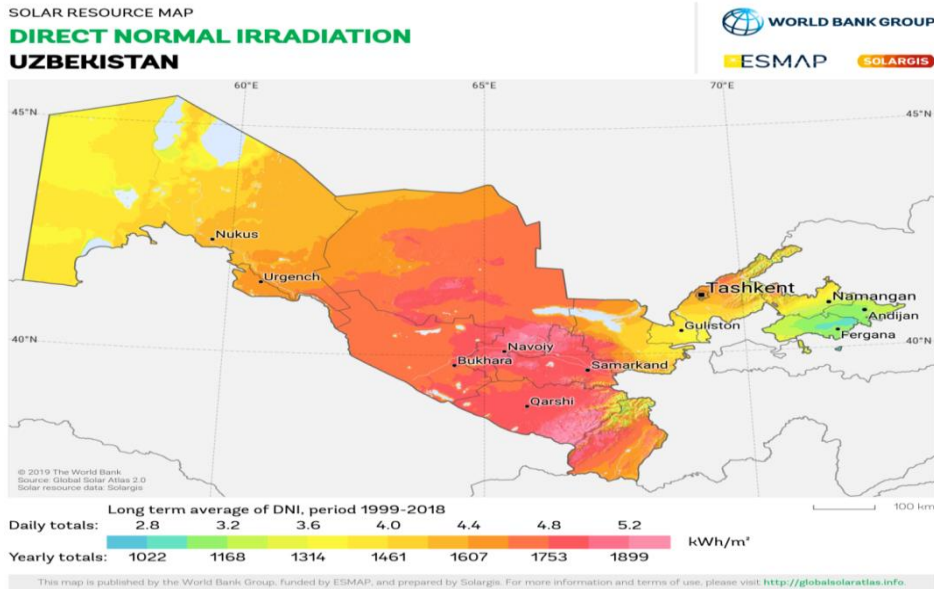 SOLAR RESOURCE MAP
DIRECT NORMAL IRRADIATION
UZBEKISTAN
WORLD BANK GROUP
ESMAP
SOLARGIS
60°E
65°E
70°E
45°N
45°N
Nukus
Urgench
Tashkent
Namangan
Andijan
Guliston
Fergana
40°N
40°N
Navoiy
Bukhara
Samarkand
Qarshi
© 2019 The World Bank
Source: Global Solar Atlas 2.0
Solar resource data: Solargis
100 km
Long term average of DNI, period 1999-2018
Daily totals: 2.8 3.2 3.6 4.0 4.4 4.8 5.2
kWh/m²
Yearly totals: 1022 1168 1314 1461 1607 1753 1899
This map is published by the World Bank Group, funded by ESMAP, and prepared by Solargis. For more information and terms of use, please visit http://globalsolaratlas.info.